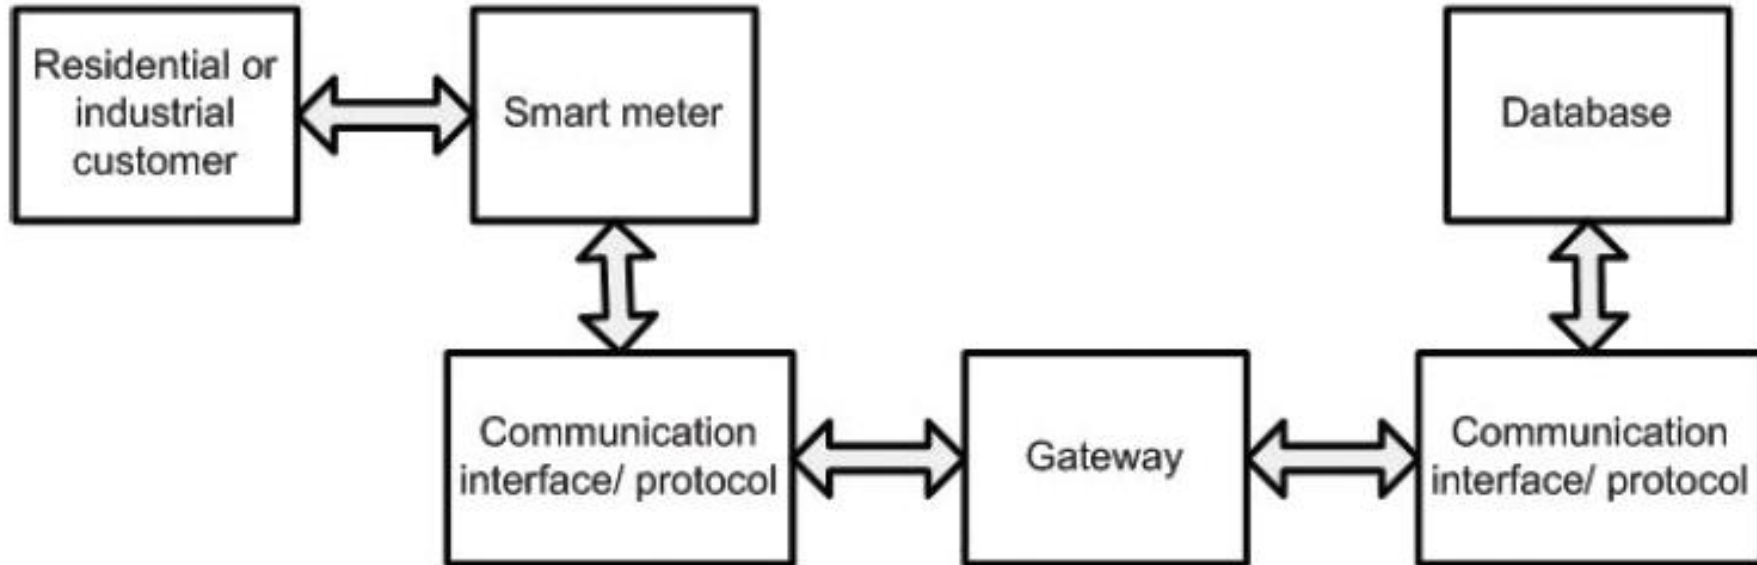 Residential or
industrial
customer
Smart meter
Database
Communication
interface/ protocol
Gateway
Communication
interface/ protocol